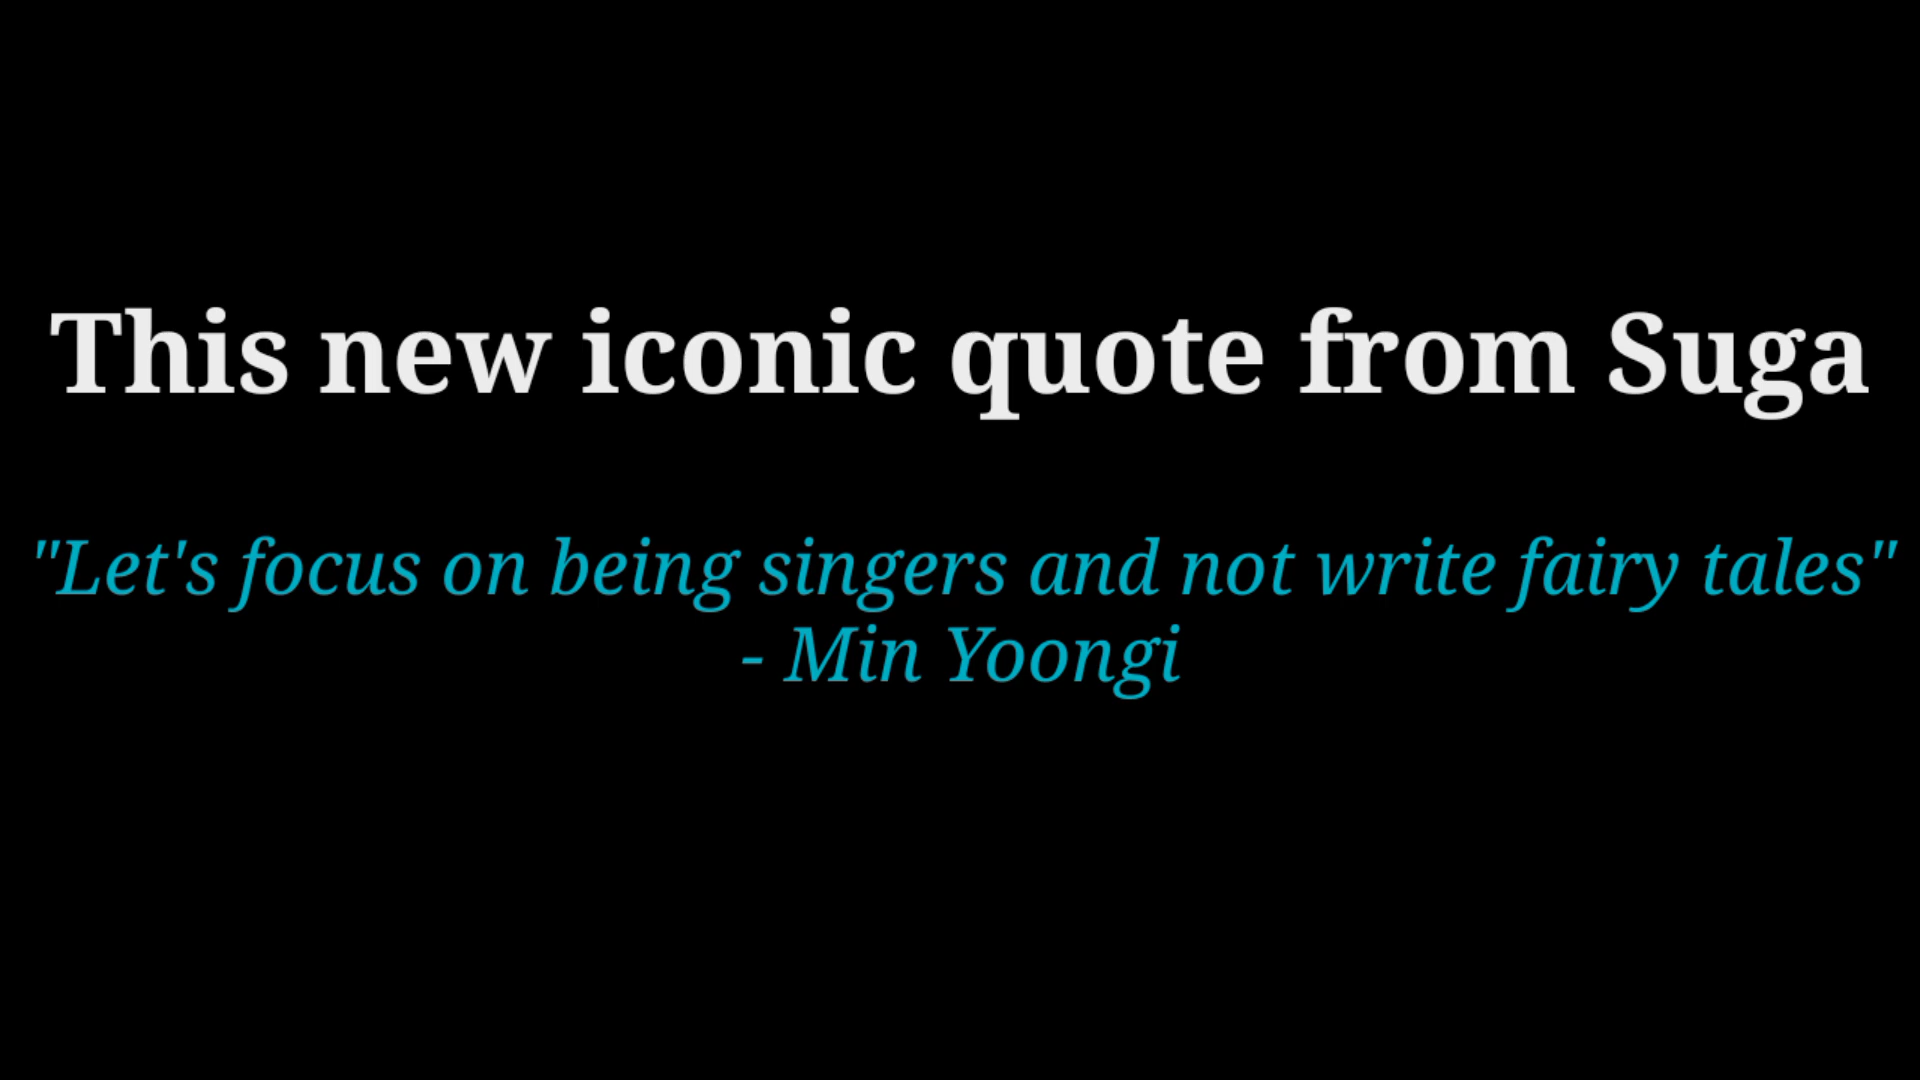 This new iconic quote from Suga
"Let's focus on being singers and not write fairy tales"
- Min Yoongi